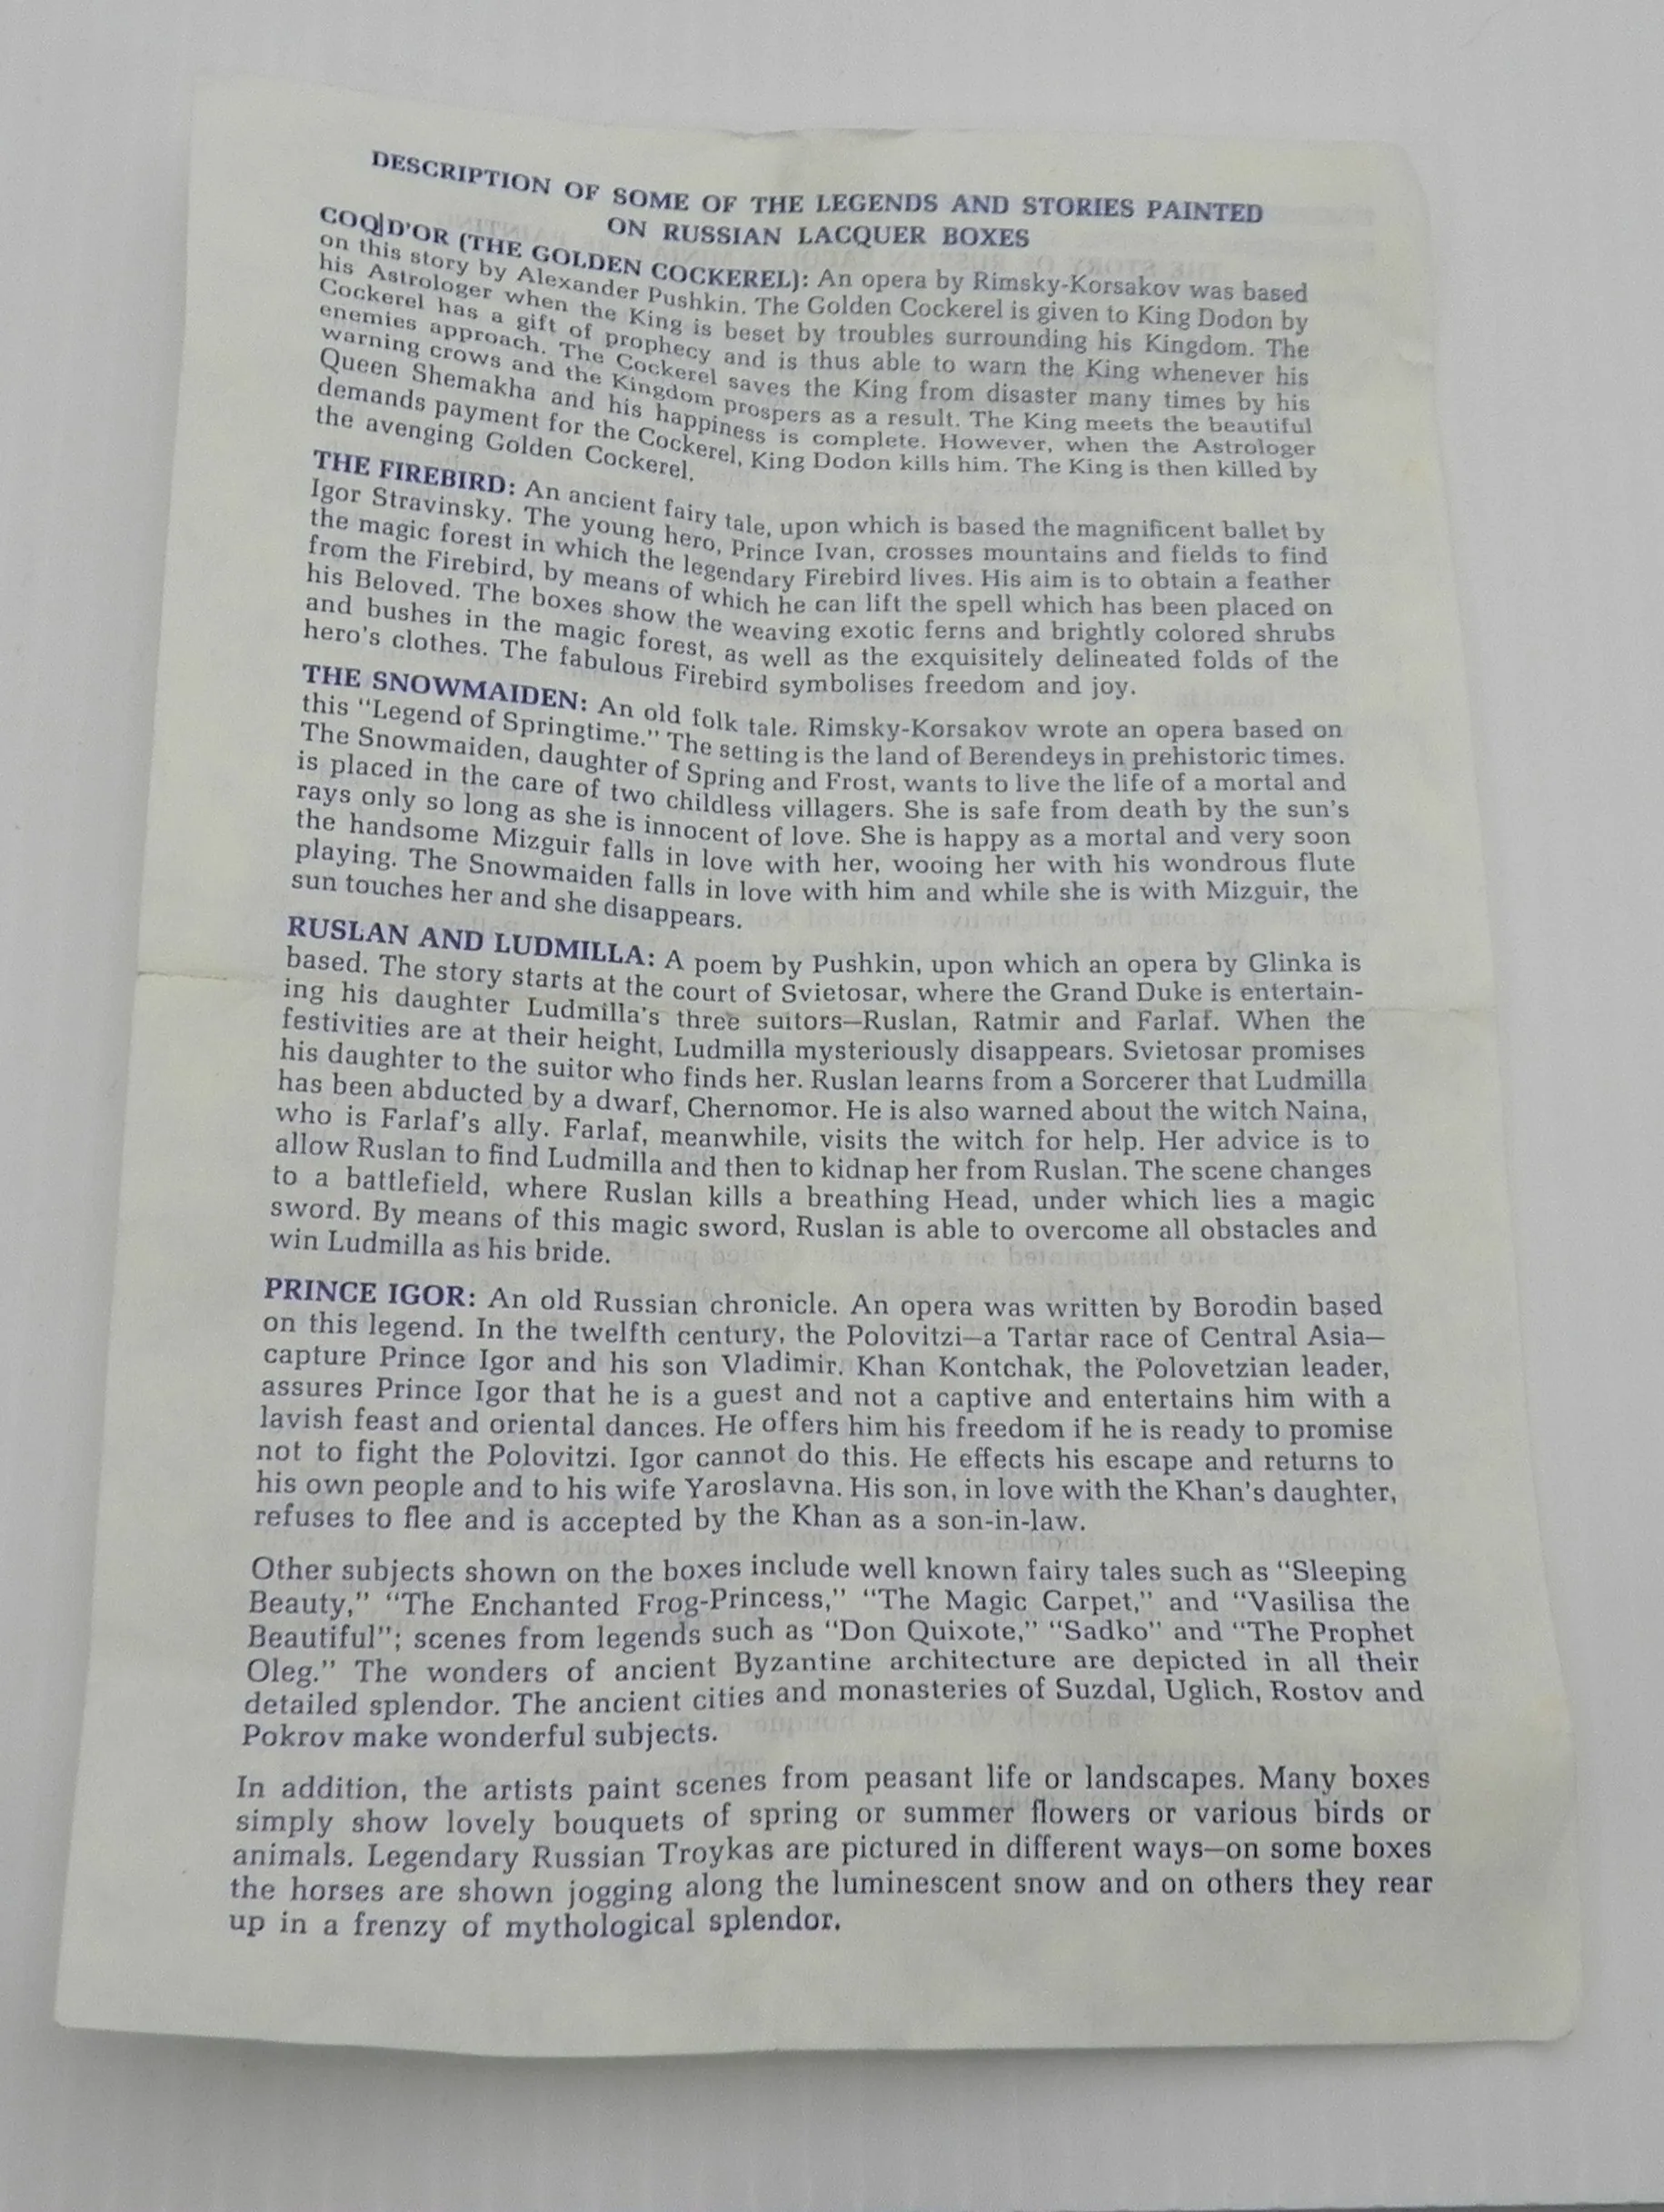 DESCRIPTION OF SOME OF THE LEGENDS AND STORIES PAINTED
ON RUSSIAN LACQUER BOXES
COQ|D'OR (THE GOLDEN COCKEREL): An opera by Rimsky-Korsakov was based
on this story by Alexander Pushkin. The Golden Cockerel is given to King Dodon by
his Astrologer when the King is beset by troubles surrounding his Kingdom. The
Cockerel has a gift of prophecy and is thus able to warn the King whenever his
enemies approach. The Cockerel saves the King from disaster many times by his
warning crows and the Kingdom prospers as a result. The King meets the beautiful
Queen Shemakha and his happiness is complete. However, when the Astrologer
demands payment for the Cockerel, King Dodon kills him. The King is then killed by
the avenging Golden Cockerel.
THE FIREBIRD: An ancient fairy tale, upon which is based the magnificent ballet by
Igor Stravinsky. The young hero, Prince Ivan, crosses mountains and fields to find
the magic forest in which the legendary Firebird lives. His aim is to obtain a feather
from the Firebird, by means of which he can lift the spell which has been placed on
his Beloved. The boxes show the weaving exotic ferns and brightly colored shrubs
and bushes in the magic forest, as well as the exquisitely delineated folds of the
hero's clothes. The fabulous Firebird symbolises freedom and joy.
THE SNOWMAIDEN: An old folk tale. Rimsky-Korsakov wrote an opera based on
this "Legend of Springtime." The setting is the land of Berendeys in prehistoric times.
The Snowmaiden, daughter of Spring and Frost, wants to live the life of a mortal and
is placed in the care of two childless villagers. She is safe from death by the sun's
rays only so long as she is innocent of love. She is happy as a mortal and very soon
the handsome Mizguir falls in love with her, wooing her with his wondrous flute
playing. The Snowmaiden falls in love with him and while she is with Mizguir, the
sun touches her and she disappears.
RUSLAN AND LUDMILLA: A poem by Pushkin, upon which an opera by Glinka is
based. The story starts at the court of Svietosar, where the Grand Duke is entertain-
ing his daughter Ludmilla's three suitors—Ruslan, Ratmir and Farlaf. When the
festivities are at their height, Ludmilla mysteriously disappears. Svietosar promises
his daughter to the suitor who finds her. Ruslan learns from a Sorcerer that Ludmilla
has been abducted by a dwarf, Chernomor. He is also warned about the witch Naina,
who is Farlaf's ally. Farlaf, meanwhile, visits the witch for help. Her advice is to
allow Ruslan to find Ludmilla and then to kidnap her from Ruslan. The scene changes
to a battlefield, where Ruslan kills a breathing Head, under which lies a magic
sword. By means of this magic sword, Ruslan is able to overcome all obstacles and
win Ludmilla as his bride.
PRINCE IGOR: An old Russian chronicle. An opera was written by Borodin based
on this legend. In the twelfth century, the Polovitzi—a Tartar race of Central Asia—
capture Prince Igor and his son Vladimir. Khan Kontchak, the Polovetzian leader,
assures Prince Igor that he is a guest and not a captive and entertains him with a
lavish feast and oriental dances. He offers him his freedom if he is ready to promise
not to fight the Polovitzi. Igor cannot do this. He effects his escape and returns to
his own people and to his wife Yaroslavna. His son, in love with the Khan's daughter,
refuses to flee and is accepted by the Khan as a son-in-law.
Other subjects shown on the boxes include well known fairy tales such as "Sleeping
Beauty," "The Enchanted Frog-Princess," "The Magic Carpet," and "Vasilisa the
Beautiful"; scenes from legends such as "Don Quixote," "Sadko" and "The Prophet
Oleg." The wonders of ancient Byzantine architecture are depicted in all their
detailed splendor. The ancient cities and monasteries of Suzdal, Uglich, Rostov and
Pokrov make wonderful subjects.
In addition, the artists paint scenes from peasant life or landscapes. Many boxes
simply show lovely bouquets of spring or summer flowers or various birds or
animals. Legendary Russian Troykas are pictured in different ways—on some boxes
the horses are shown jogging along the luminescent snow and on others they rear
up in a frenzy of mythological splendor.